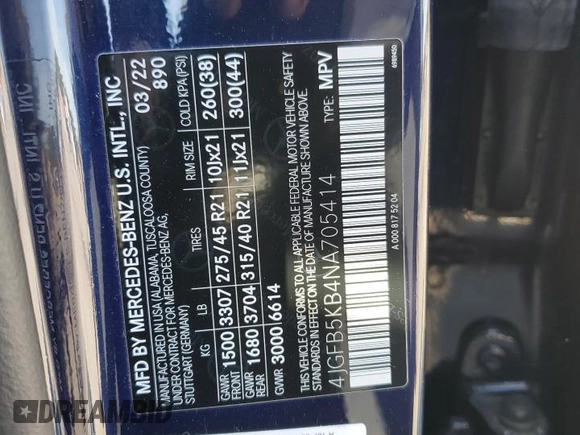 MFD BY MERCEDES-BENZ U.S. INTL., INC
MANUFACTURED IN USA (ALABAMA, TUSCALOOSA COUNTY) 03/22
UNDER CONTRACT FOR MERCEDES-BENZ AG, 890
STUTTGART (GERMANY)
KG LB TIRES RIM SIZE COLD KPA (PSI)
GAWR FRONT 1500 3307 275/45 R21 10Jx21 260(38)
GAWR REAR 1680 3704 315/40 R21 11Jx21 300(44)
GVWR 3000 6614
THIS VEHICLE CONFORMS TO ALL APPLICABLE FEDERAL MOTOR VEHICLE SAFETY
STANDARDS IN EFFECT ON THE DATE OF MANUFACTURE SHOWN ABOVE.
4JGFB5KB4NA705414 TYPE: MPV
A 000 817 52 04
6989450
AUTOBIDCAR